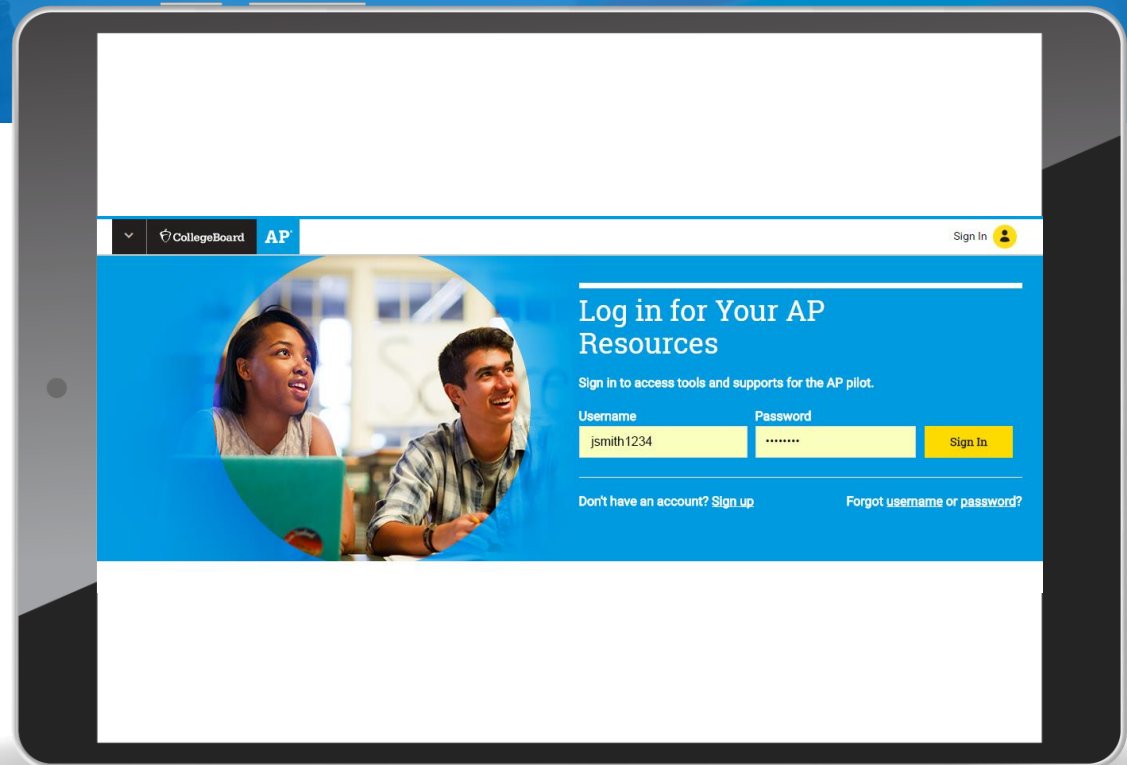 CollegeBoard AP
Sign In
Log in for Your AP
Resources
Sign in to access tools and supports for the AP pilot.
Username Password
jsmith1234 •••••••• Sign In
Don't have an account? Sign up Forgot username or password?